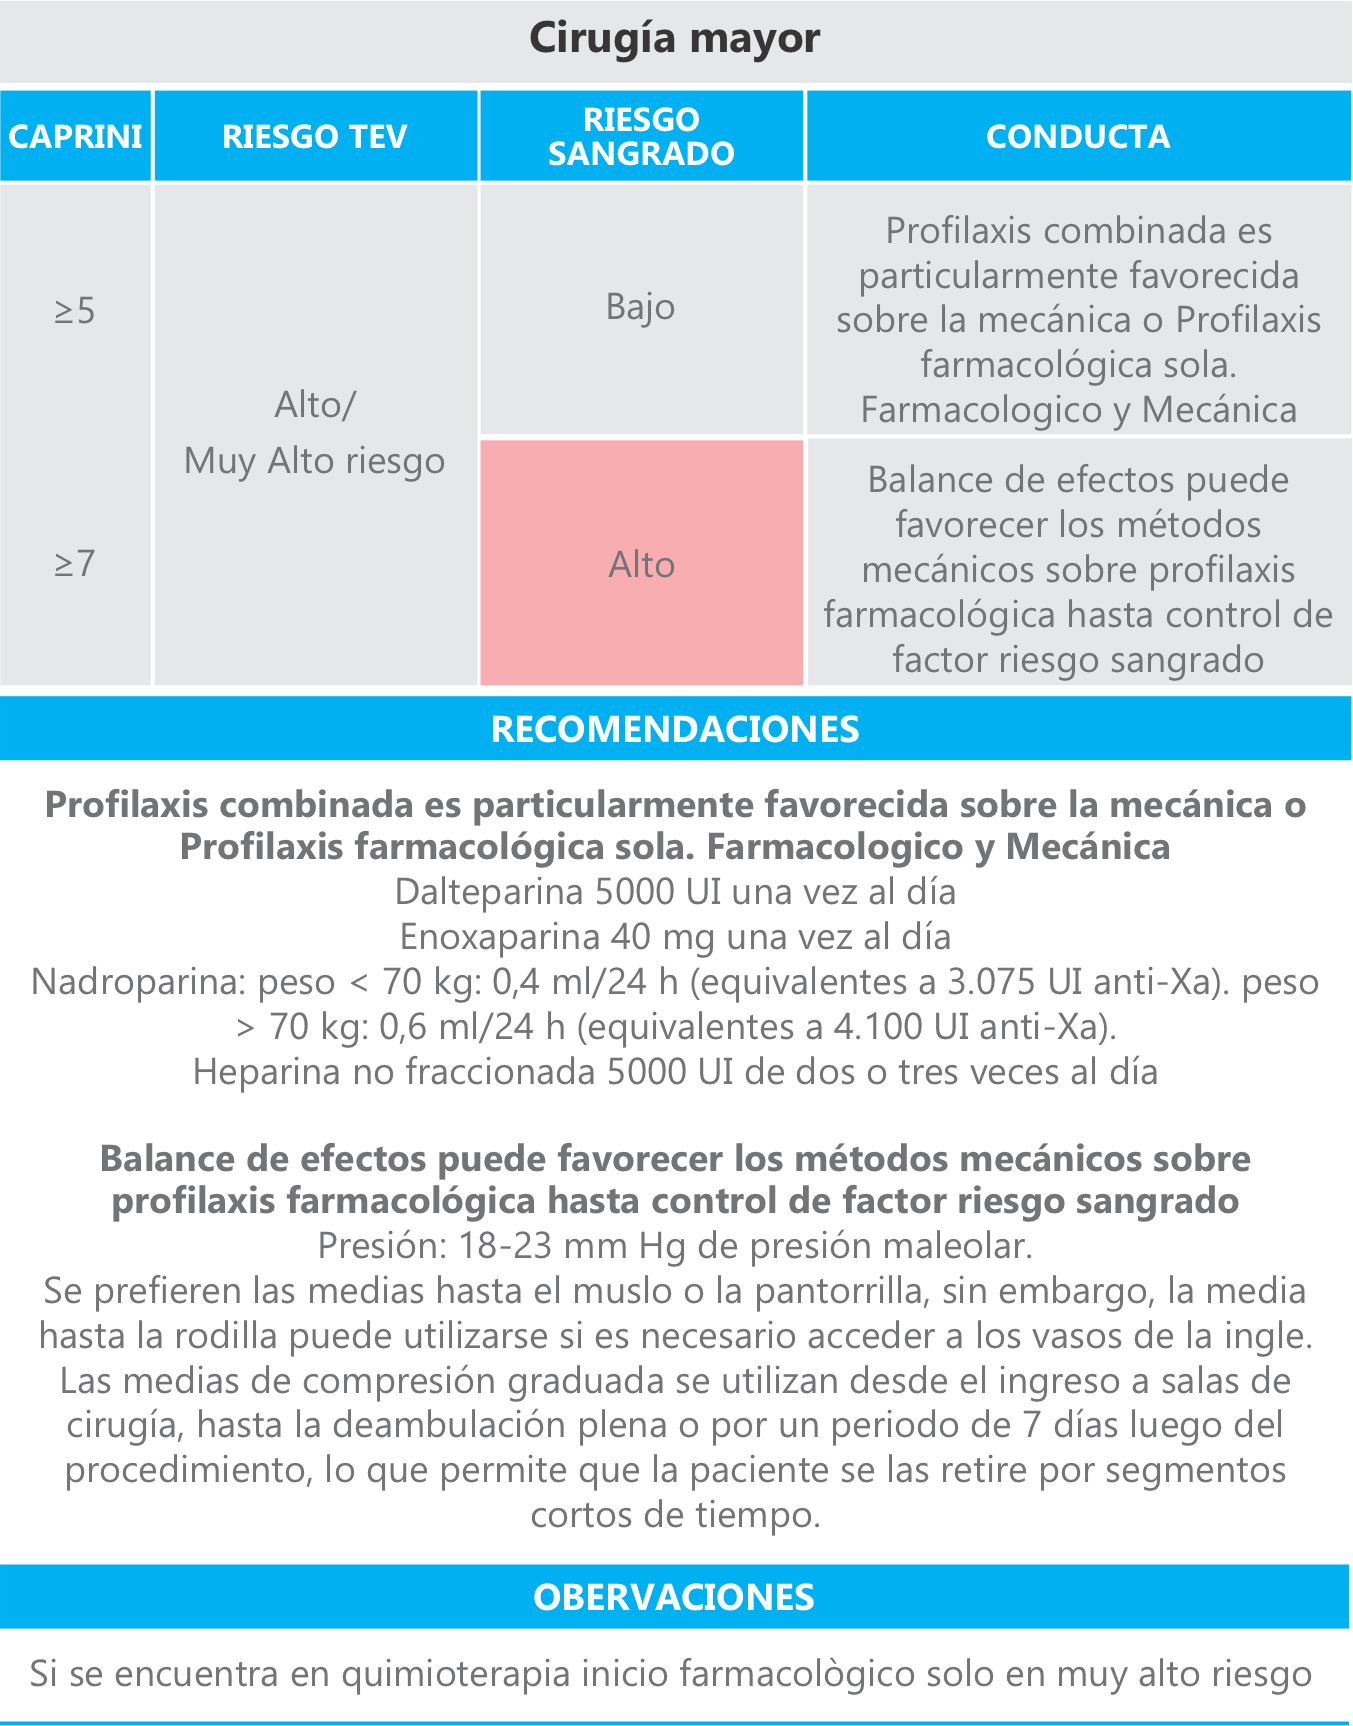 Cirugía mayor
CAPRINI
RIESGO TEV
RIESGO
SANGRADO
CONDUCTA
≥5
≥7
Alto/
Muy Alto riesgo
Bajo
Profilaxis combinada es
particularmente favorecida
sobre la mecánica o Profilaxis
farmacológica sola.
Farmacologico y Mecánica
Alto
Balance de efectos puede
favorecer los métodos
mecánicos sobre profilaxis
farmacológica hasta control de
factor riesgo sangrado
RECOMENDACIONES
Profilaxis combinada es particularmente favorecida sobre la mecánica o
Profilaxis farmacológica sola. Farmacologico y Mecánica
Dalteparina 5000 UI una vez al día
Enoxaparina 40 mg una vez al día
Nadroparina: peso < 70 kg: 0,4 ml/24 h (equivalentes a 3.075 UI anti-Xa). peso
> 70 kg: 0,6 ml/24 h (equivalentes a 4.100 UI anti-Xa).
Heparina no fraccionada 5000 UI de dos o tres veces al día
Balance de efectos puede favorecer los métodos mecánicos sobre
profilaxis farmacológica hasta control de factor riesgo sangrado
Presión: 18-23 mm Hg de presión maleolar.
Se prefieren las medias hasta el muslo o la pantorrilla, sin embargo, la media
hasta la rodilla puede utilizarse si es necesario acceder a los vasos de la ingle.
Las medias de compresión graduada se utilizan desde el ingreso a salas de
cirugía, hasta la deambulación plena o por un periodo de 7 días luego del
procedimiento, lo que permite que la paciente se las retire por segmentos
cortos de tiempo.
OBERVACIONES
Si se encuentra en quimioterapia inicio farmacològico solo en muy alto riesgo